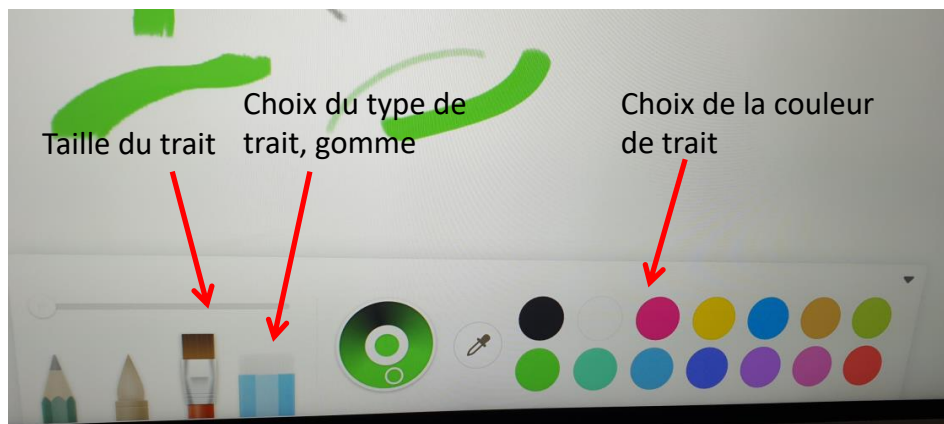 Taille du trait
Choix du type de
trait, gomme
Choix de la couleur
de trait